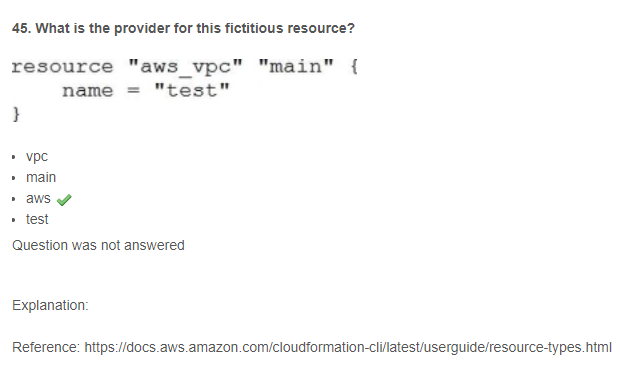 45. What is the provider for this fictitious resource?
resource "aws_vpc" "main" {
name = "test"
}
• vpc
• main
• aws
• test
Question was not answered
Explanation:
Reference: https://docs.aws.amazon.com/cloudformation-cli/latest/userguide/resource-types.html